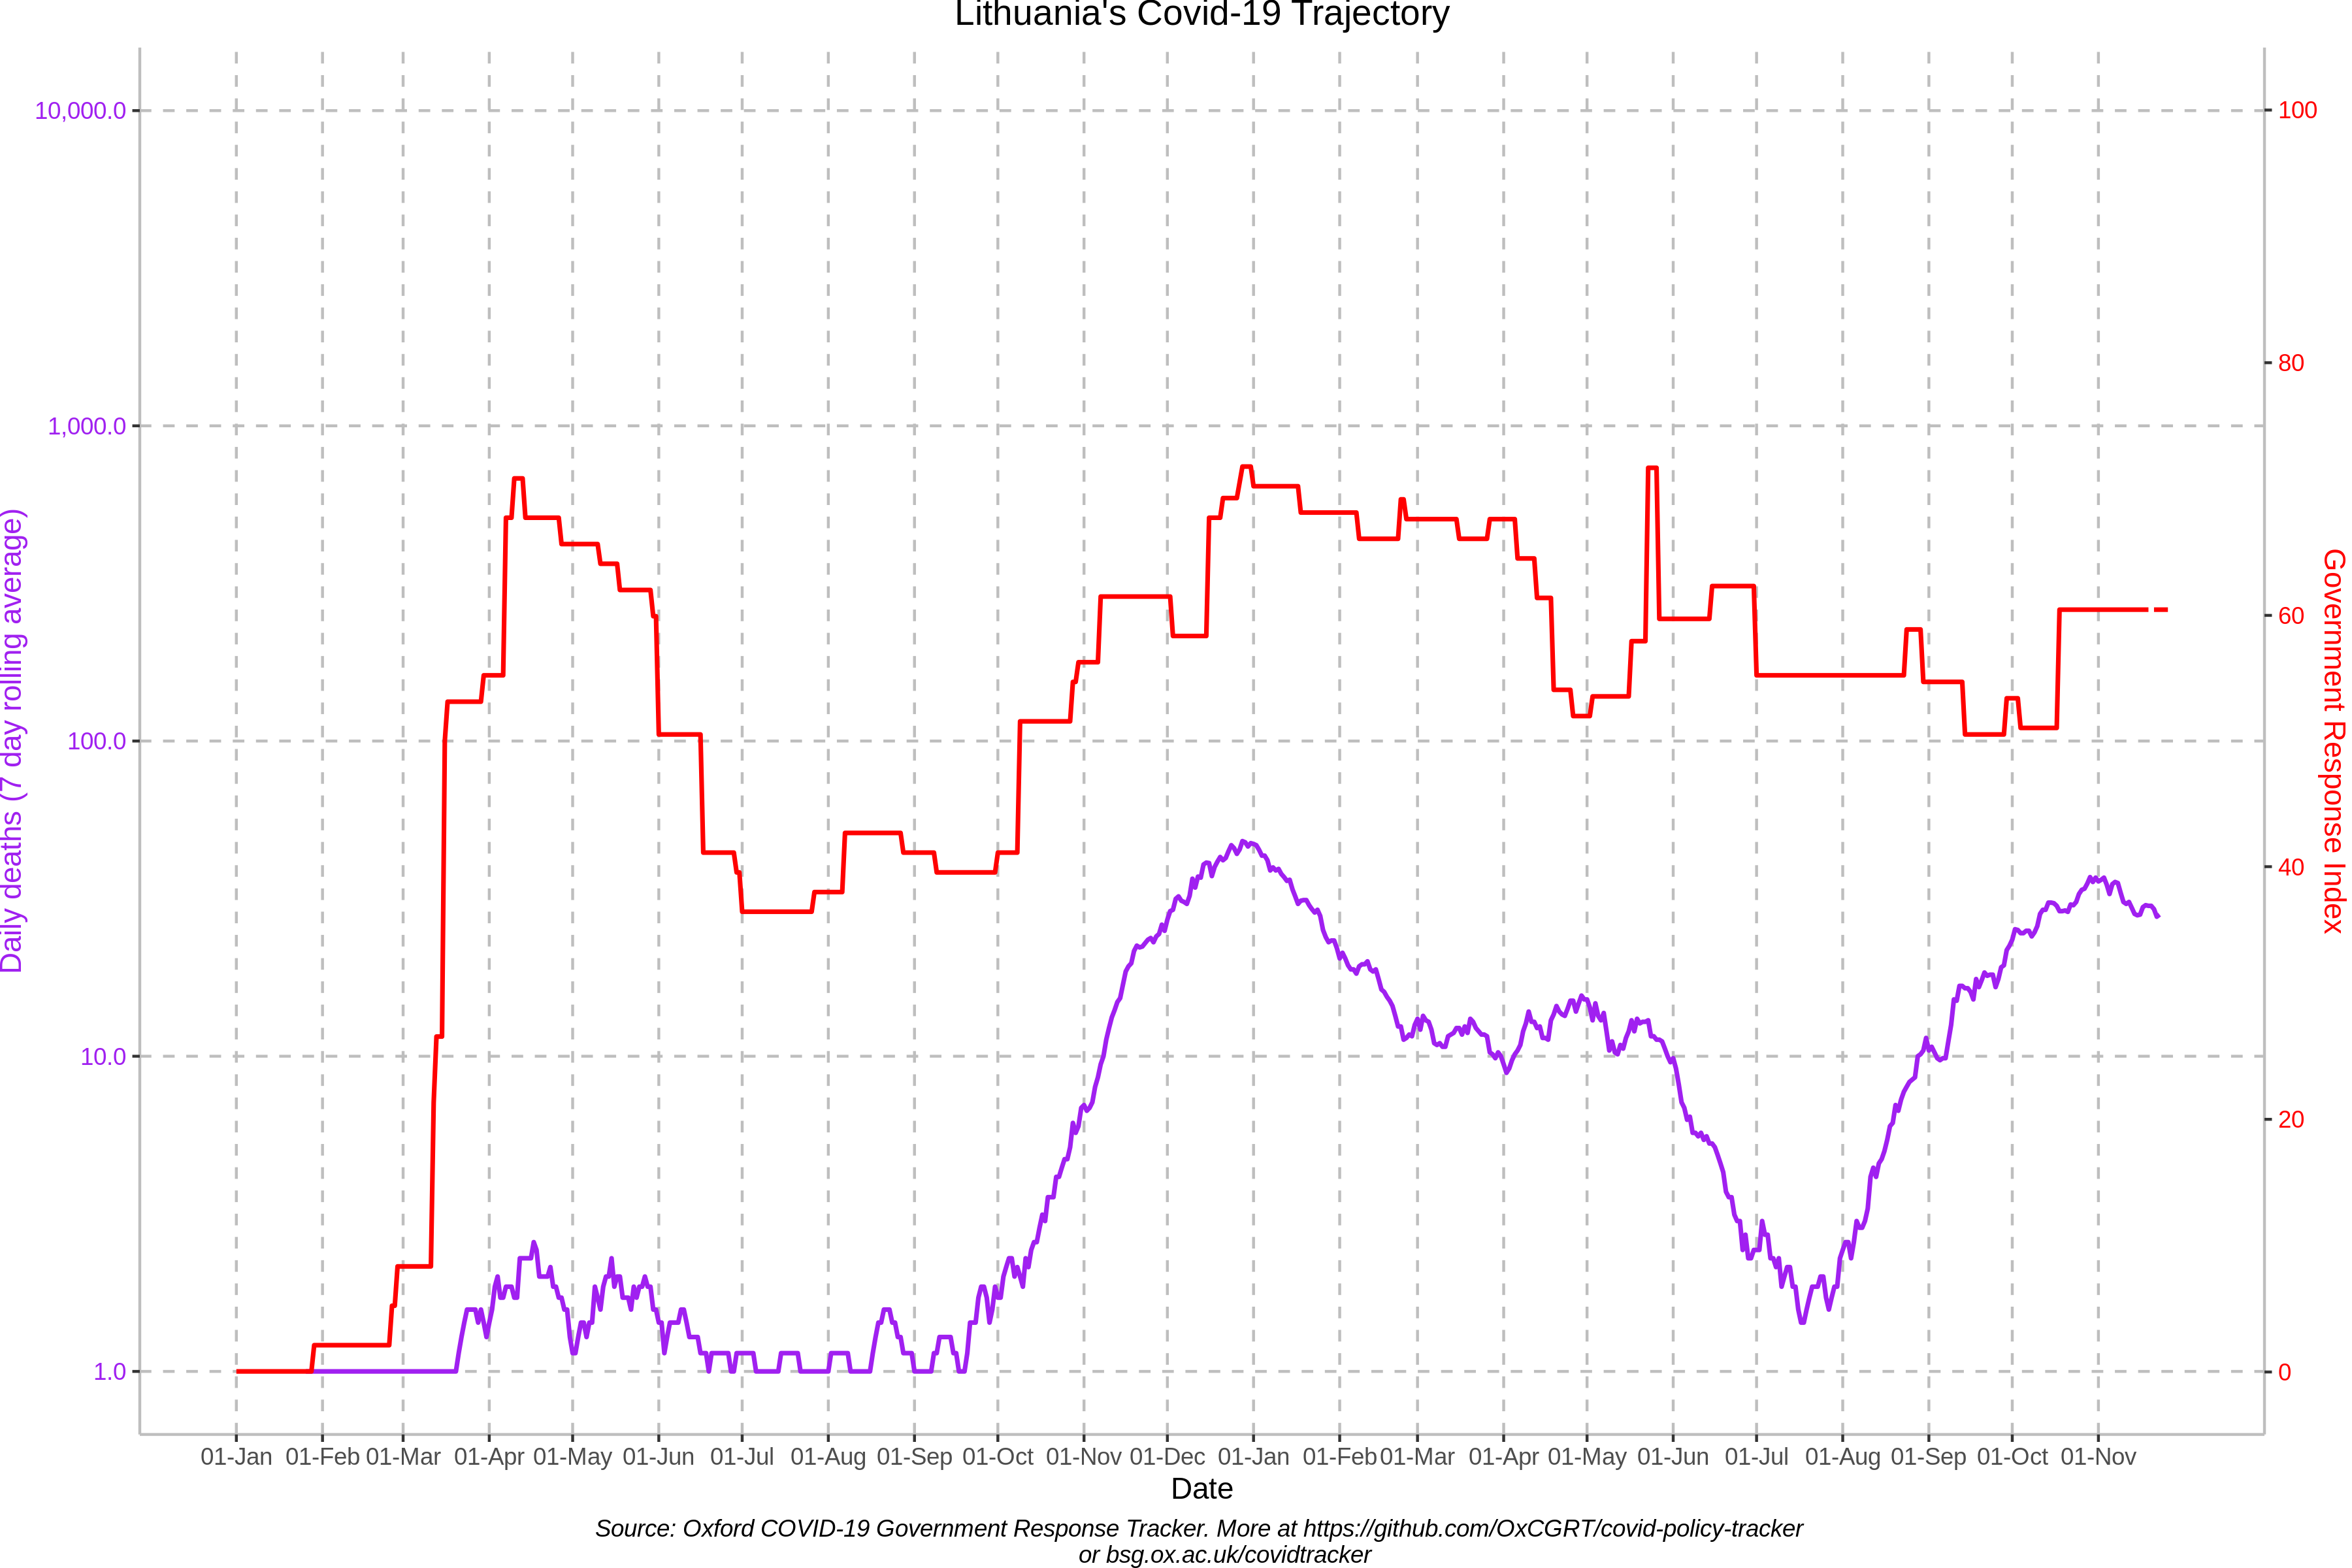 Lithuania's Covid-19 Trajectory
10,000.0
1,000.0
100.0
10.0
1.0
Daily deaths (7 day rolling average)
100
80
60
40
20
0
Government Response Index
01-Jan 01-Feb 01-Mar 01-Apr 01-May 01-Jun 01-Jul 01-Aug 01-Sep 01-Oct 01-Nov 01-Dec 01-Jan 01-Feb 01-Mar 01-Apr 01-May 01-Jun 01-Jul 01-Aug 01-Sep 01-Oct 01-Nov
Date
Source: Oxford COVID-19 Government Response Tracker. More at https://github.com/OxCGRT/covid-policy-tracker
or bsg.ox.ac.uk/covidtracker